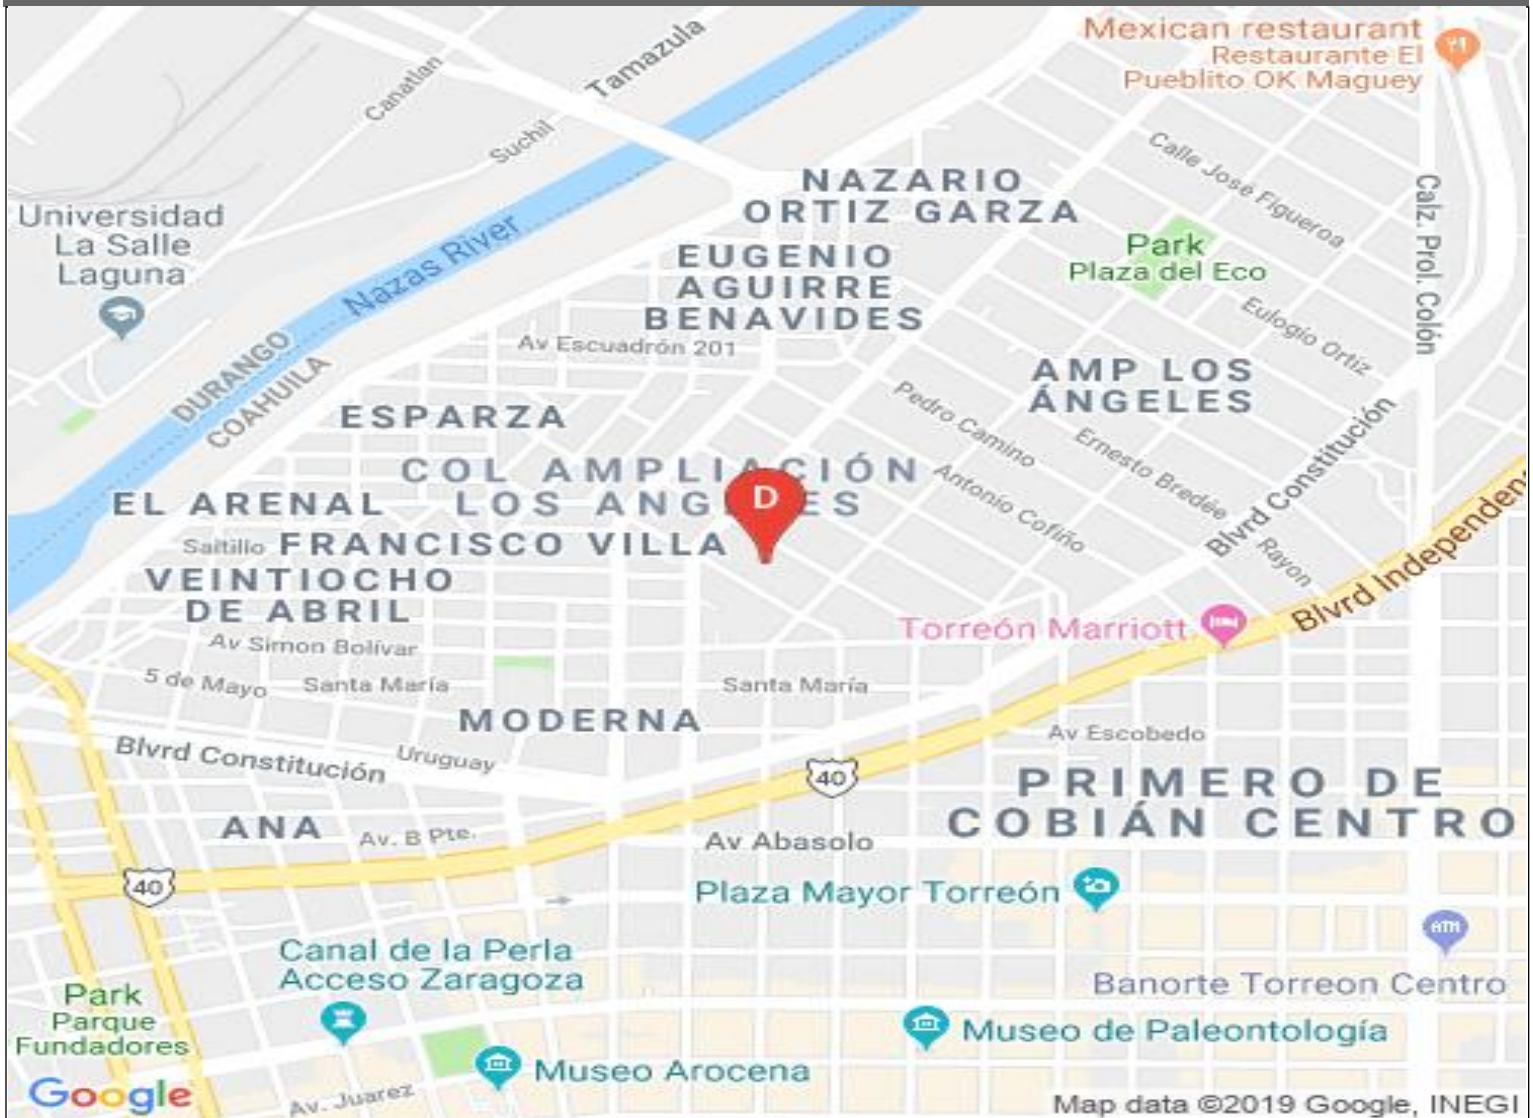 Mexican restaurant
Restaurante El
Pueblito OK Maguey
Tamazula
Canatlan
Suchil
Calle Jose Figueroa
NAZARIO
ORTIZ GARZA
Calz. Prol. Colón
Universidad
La Salle
Laguna
Nazas River
Park
Plaza del Eco
EUGENIO
AGUIRRE
BENAVIDES
Av Escuadrón 201
Eulogio Ortiz
DURANGO
COAHUILA
AMP LOS
ÁNGELES
ESPARZA
Pedro Camino
Ernesto Bredée
Blvrd Constitución
COL AMPLIACIÓN
EL ARENAL
Antonio Cofiño
D
Saltillo
FRANCISCO VILLA
Rayon
VEINTIOCHO
DE ABRIL
Torreón Marriott
Av Simon Bolívar
5 de Mayo
Santa María
Santa María
MODERNA
Av Escobedo
Blvrd Constitución
Uruguay
40
PRIMERO DE
COBIÁN CENTRO
ANA
Av. B Pte.
Av Abasolo
40
Plaza Mayor Torreón
ATM
Canal de la Perla
Acceso Zaragoza
Banorte Torreon Centro
Park
Parque
Fundadores
Museo de Paleontología
Museo Arocena
Google
Av. Juarez
Map data ©2019 Google, INEGI